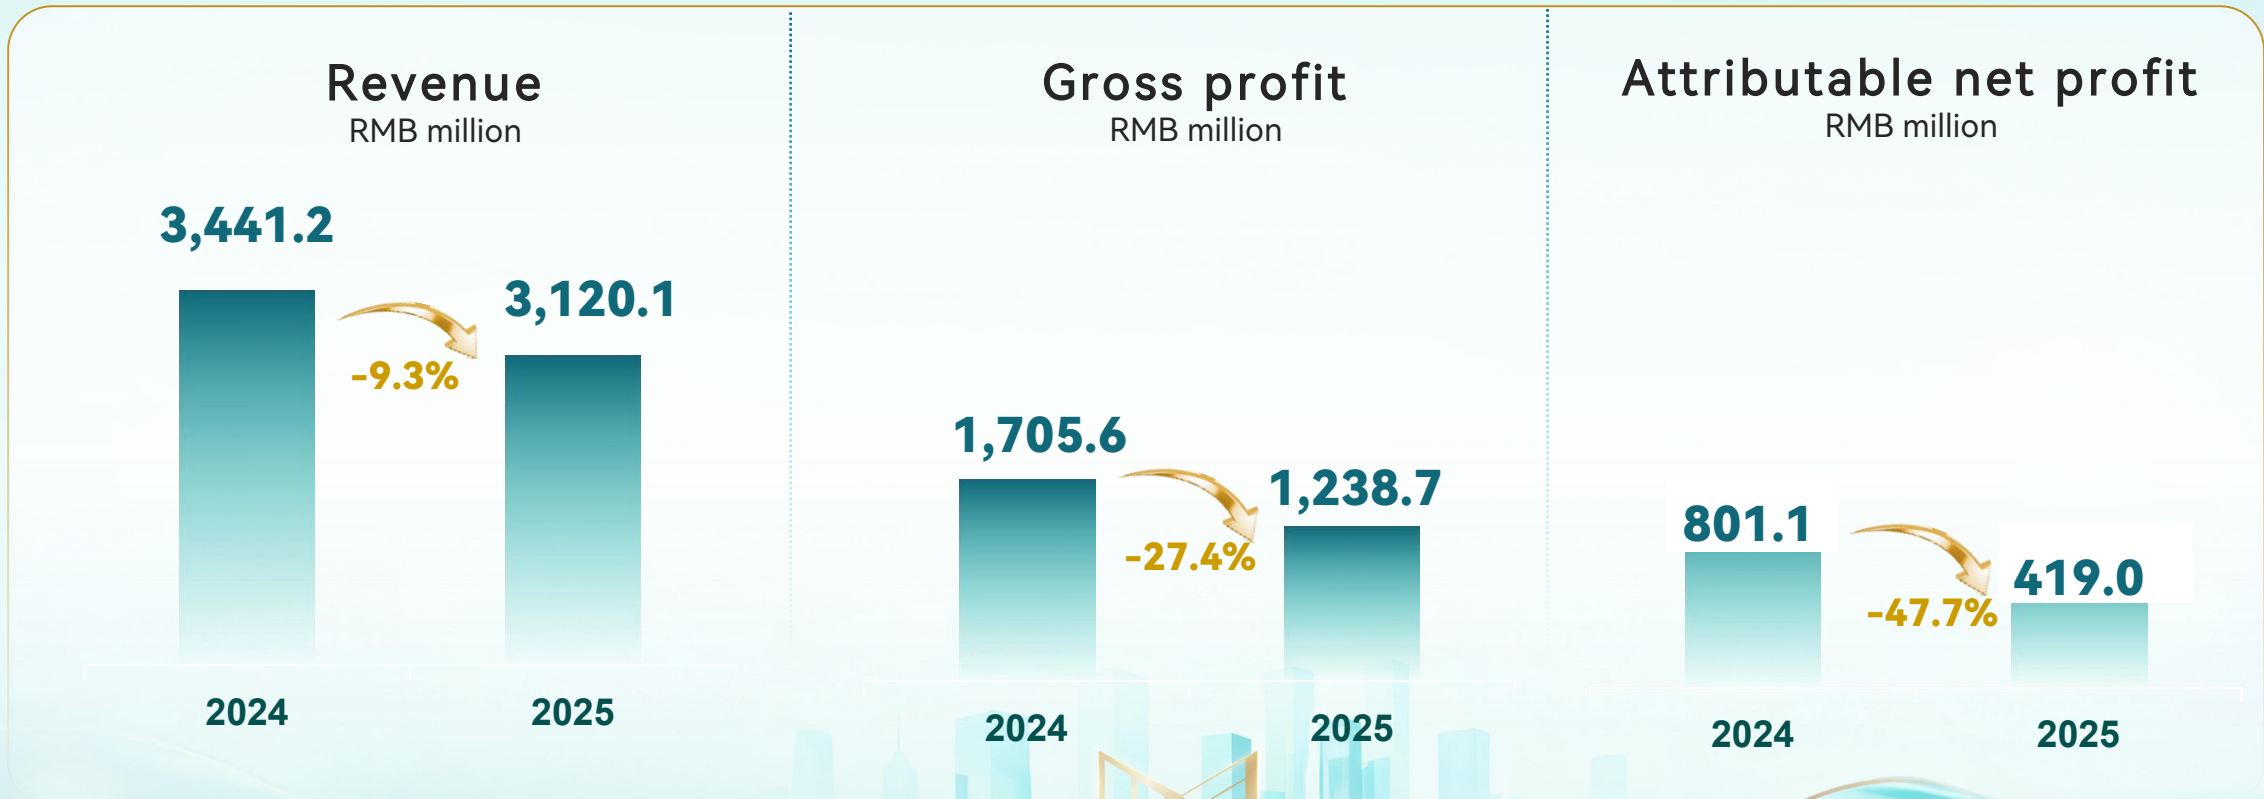 Revenue
RMB million
3,441.2
3,120.1
-9.3%
2024
2025
Gross profit
RMB million
1,705.6
1,238.7
-27.4%
2024
2025
Attributable net profit
RMB million
801.1
419.0
-47.7%
2024
2025